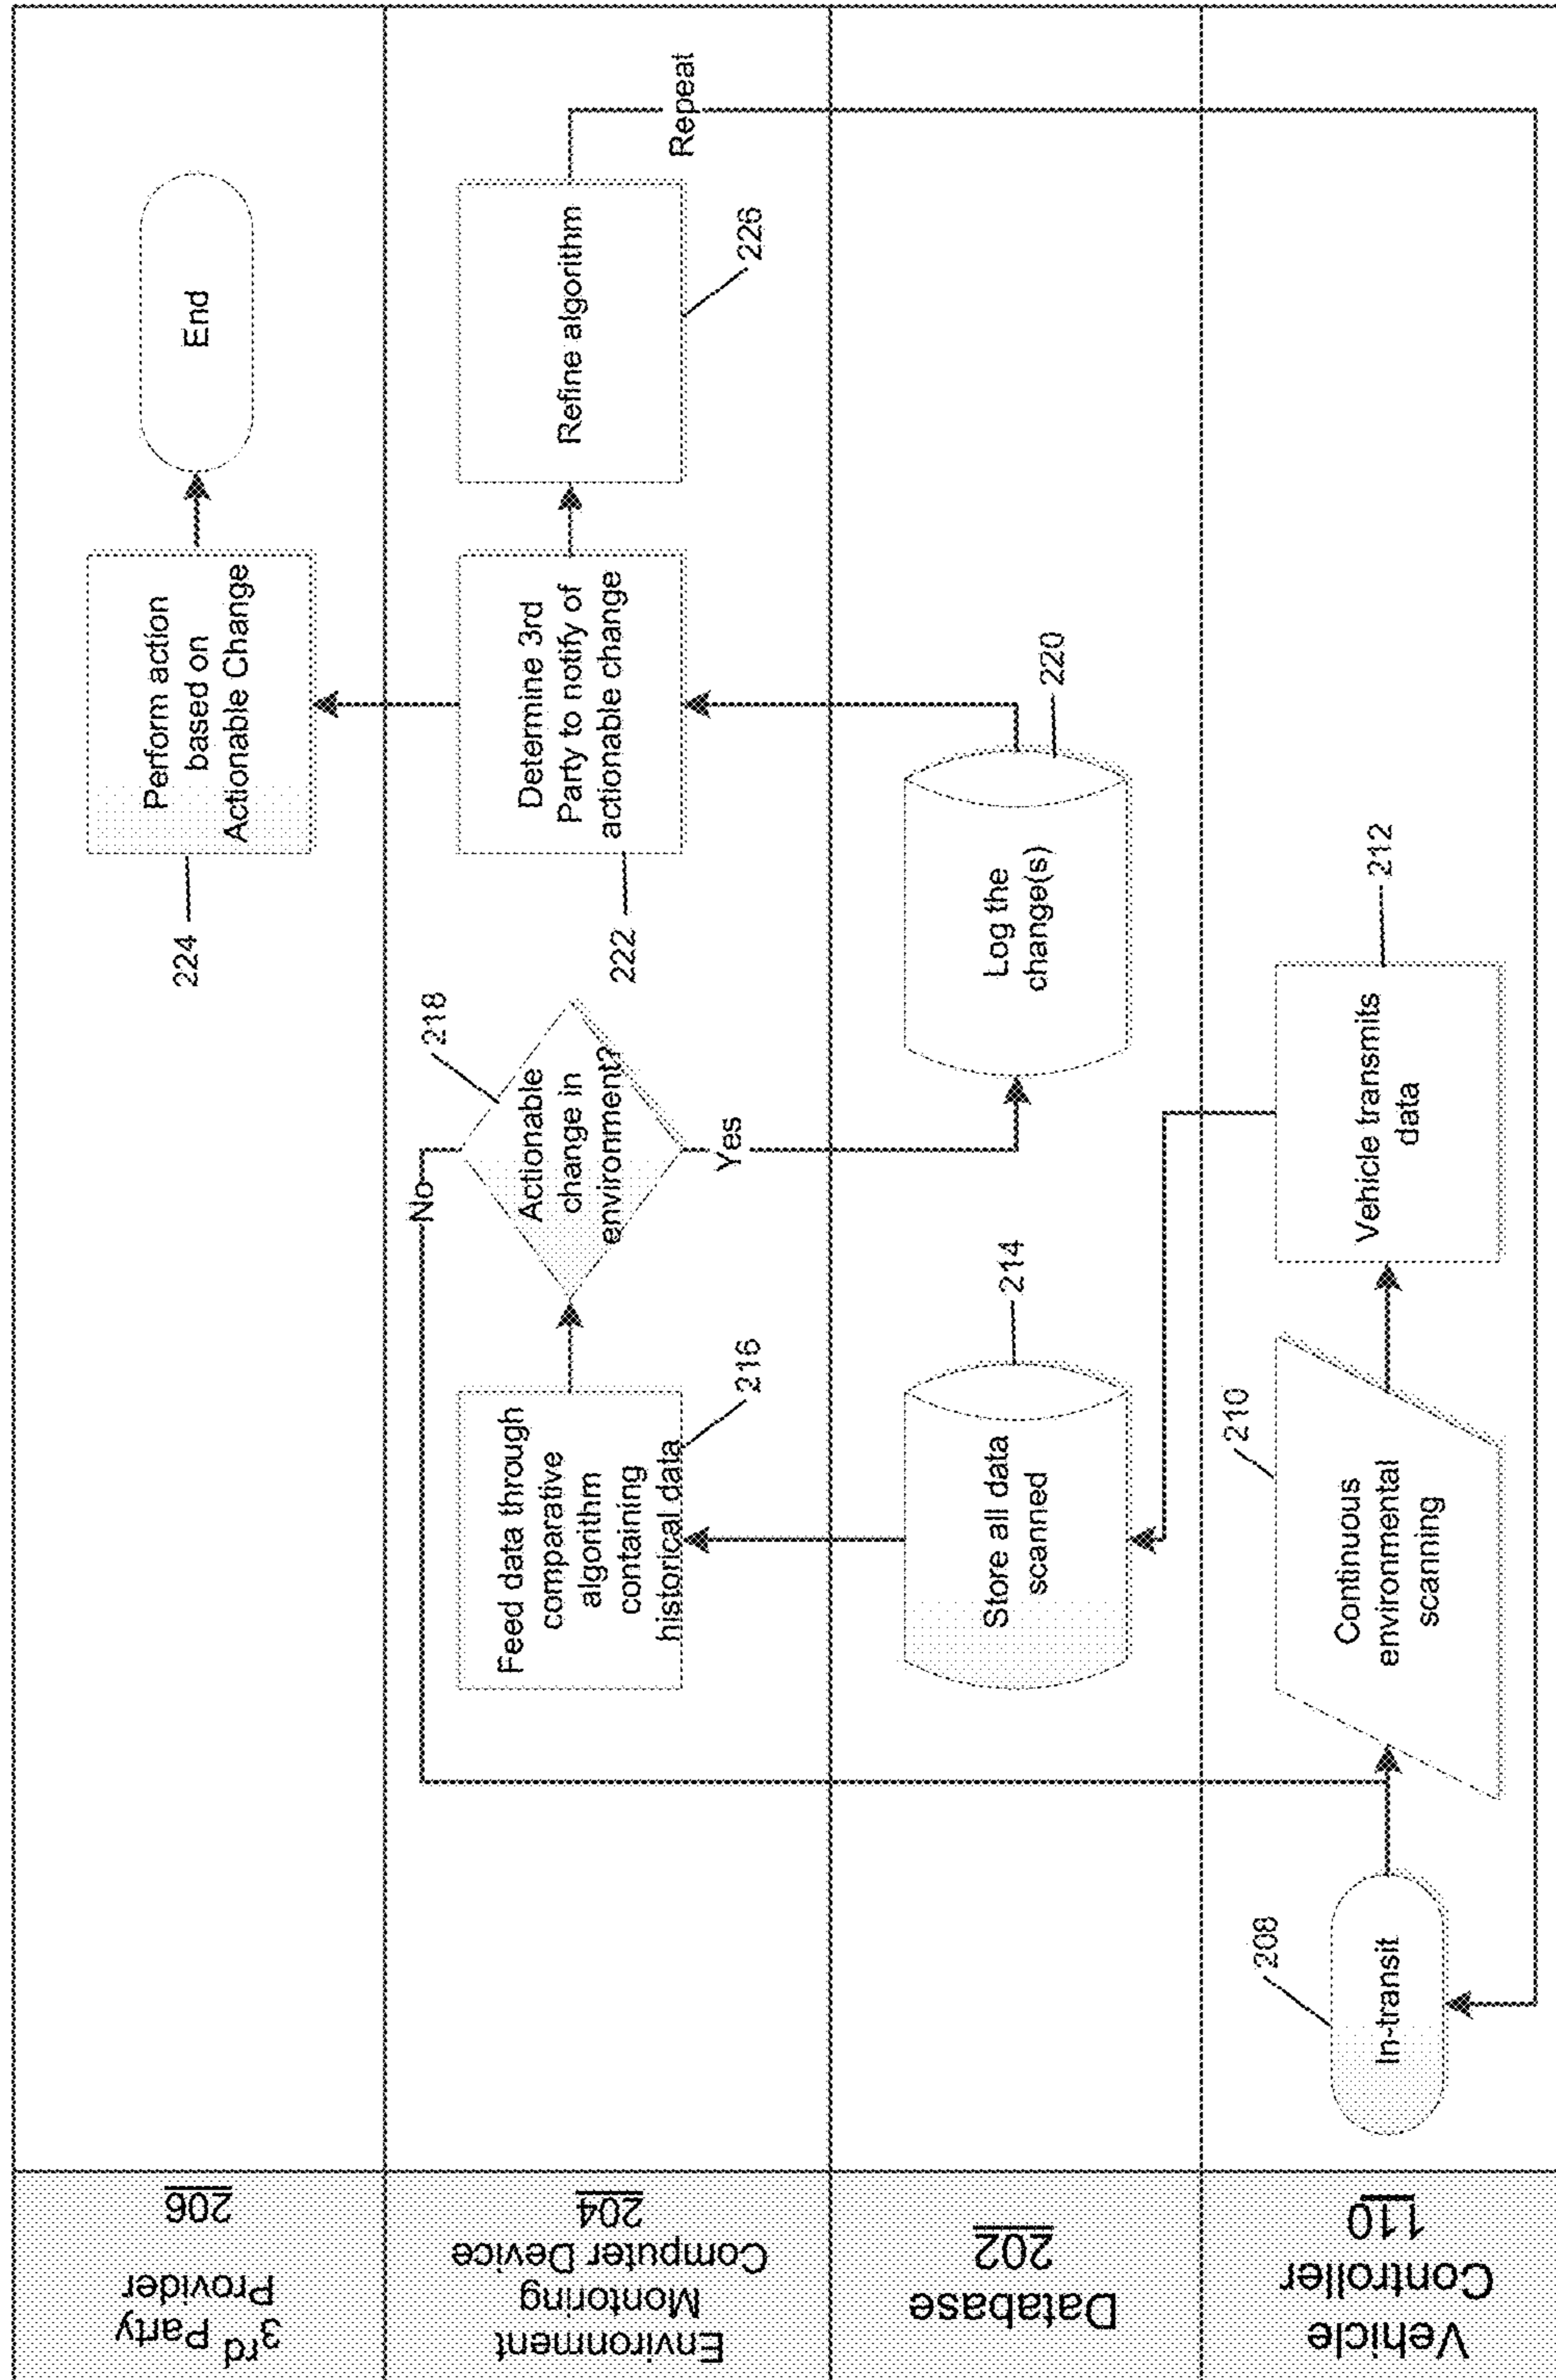 3rd Party
Provider
206
Environment
Monitoring
Computer Device
204
Database
202
Vehicle
Controller
110
Perform action
based on
Actionable Change
224
End
Feed data through
comparative
algorithm
containing
historical data
216
Actionable
change in
environment?
218
No
Yes
Determine 3rd
Party to notify of
actionable change
222
Refine algorithm
226
Repeat
Store all data
scanned
214
Log the
change(s)
220
In-transit
208
Continuous
environmental
scanning
210
Vehicle transmits
data
212